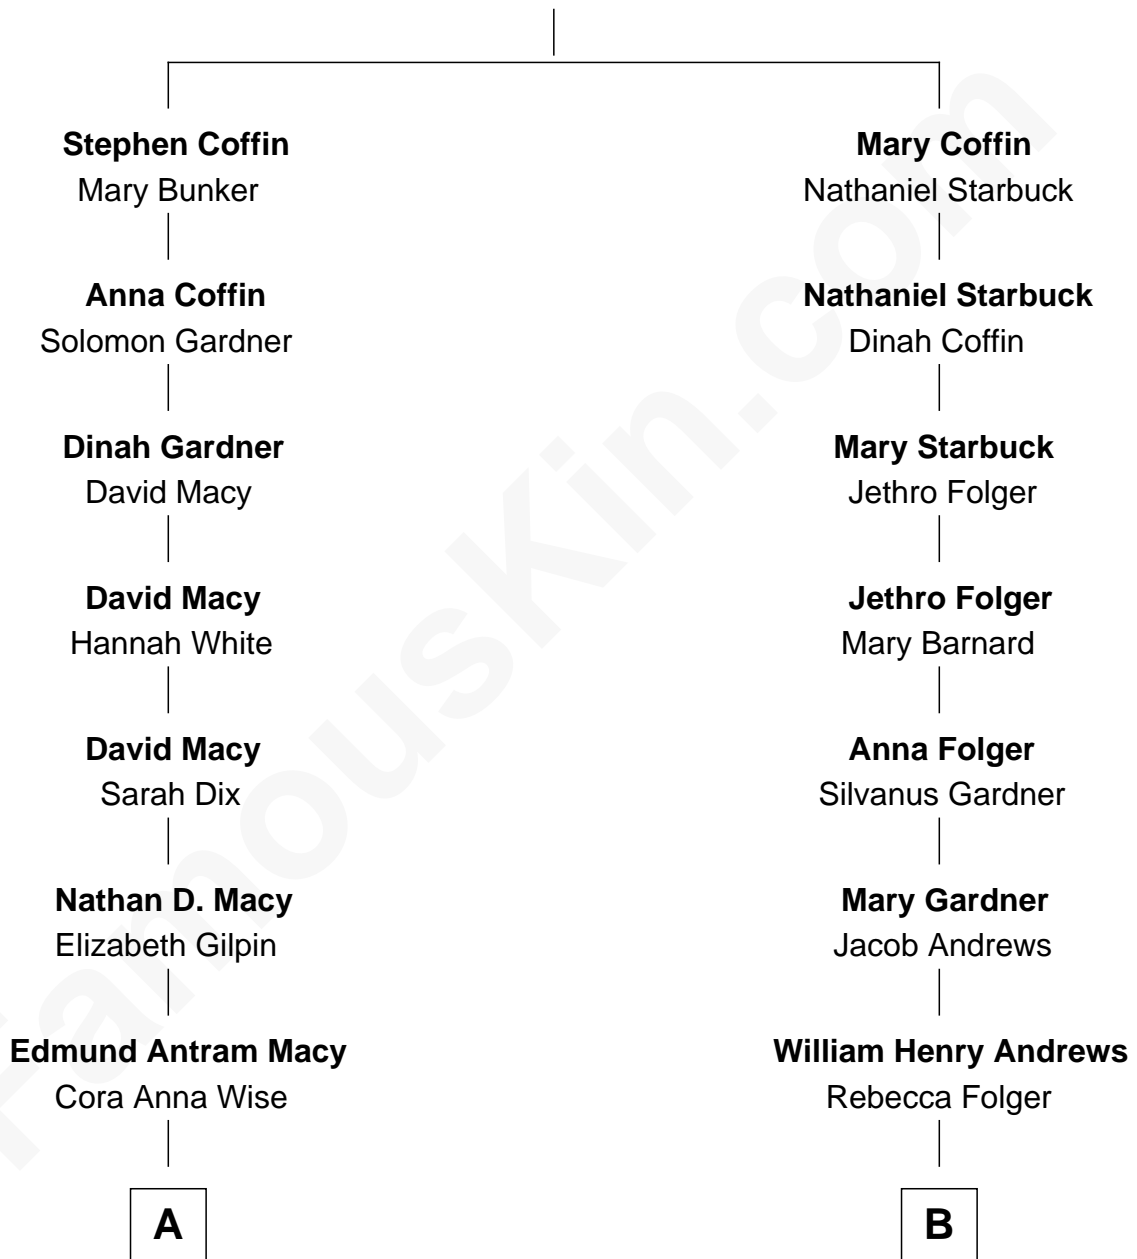 Stephen Coffin
Mary Bunker
Mary Coffin
Nathaniel Starbuck
Anna Coffin
Solomon Gardner
Nathaniel Starbuck
Dinah Coffin
Dinah Gardner
David Macy
Mary Starbuck
Jethro Folger
David Macy
Hannah White
Jethro Folger
Mary Barnard
David Macy
Sarah Dix
Anna Folger
Silvanus Gardner
Nathan D. Macy
Elizabeth Gilpin
Mary Gardner
Jacob Andrews
Edmund Antram Macy
Cora Anna Wise
William Henry Andrews
Rebecca Folger
A
B
FamousKin.com